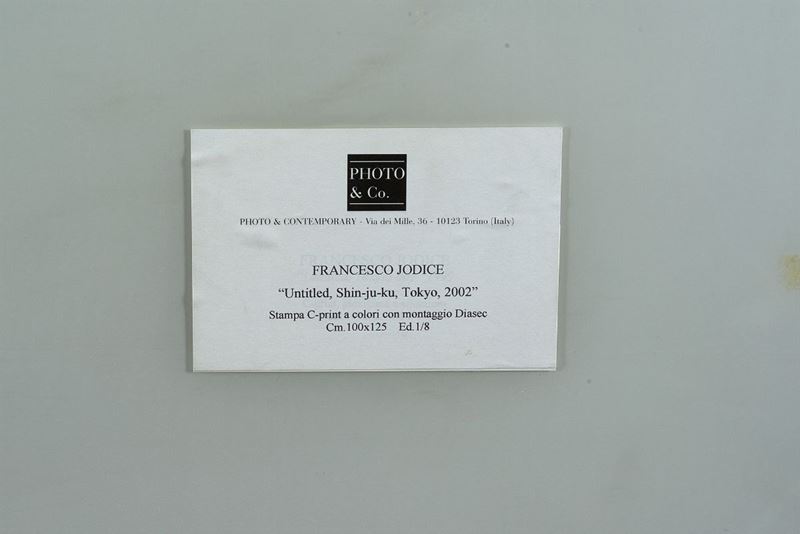 PHOTO
& Co.
PHOTO & CONTEMPORARY - Via dei Mille, 36 - 10123 Torino (Italy)
FRANCESCO JODICE
“Untitled, Shin-ju-ku, Tokyo, 2002”
Stampa C-print a colori con montaggio Diasec
Cm.100x125 Ed.1/8